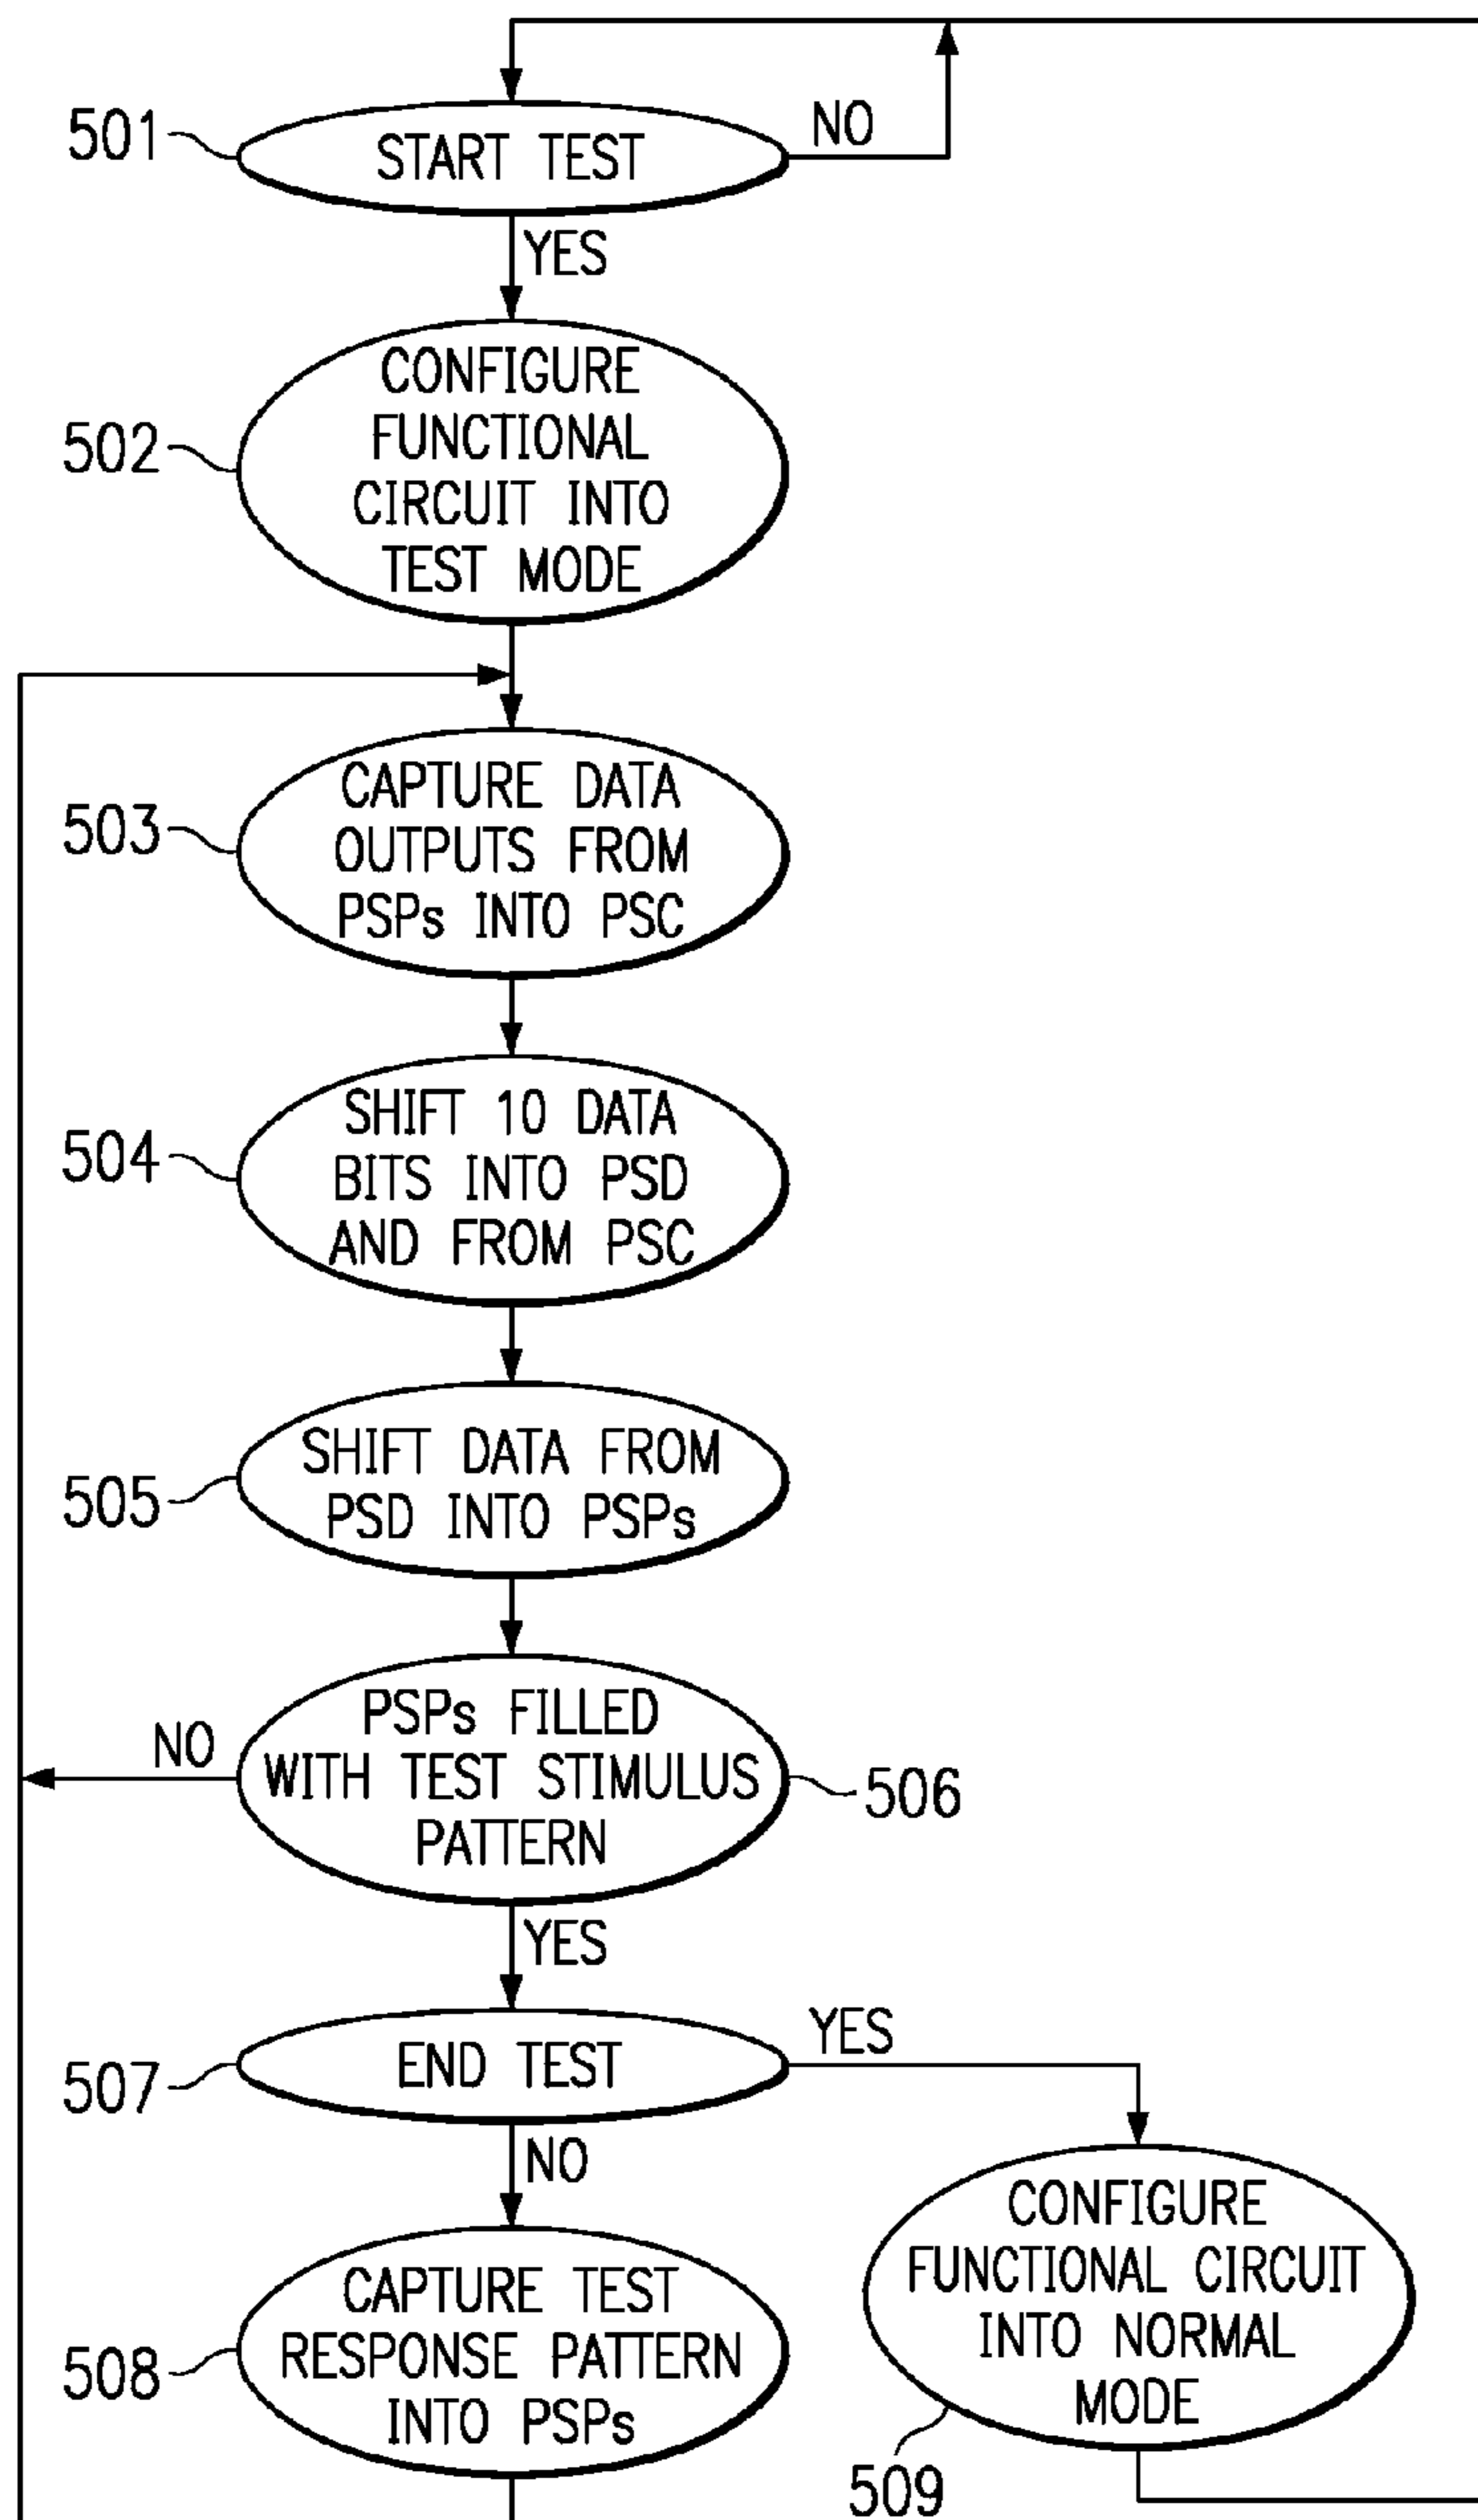 501
START TEST
NO
YES
502
CONFIGURE
FUNCTIONAL
CIRCUIT INTO
TEST MODE
503
CAPTURE DATA
OUTPUTS FROM
PSPs INTO PSC
504
SHIFT 10 DATA
BITS INTO PSD
AND FROM PSC
505
SHIFT DATA FROM
PSD INTO PSPs
NO
PSPs FILLED
WITH TEST STIMULUS
PATTERN
506
YES
507
END TEST
YES
NO
508
CAPTURE TEST
RESPONSE PATTERN
INTO PSPs
CONFIGURE
FUNCTIONAL CIRCUIT
INTO NORMAL
MODE
509